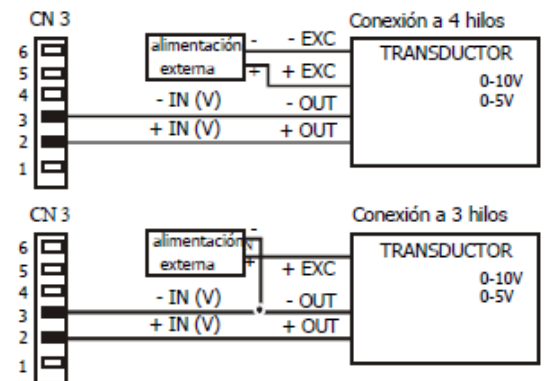 CN 3
Conexión a 4 hilos
6
5
4
3
2
1
alimentación
externa
-
+
- EXC
+ EXC
- IN (V)
- OUT
+ IN (V)
+ OUT
TRANSDUCTOR
0-10V
0-5V
CN 3
Conexión a 3 hilos
6
5
4
3
2
1
alimentación
externa
-
+
+ EXC
- IN (V)
- OUT
+ IN (V)
+ OUT
TRANSDUCTOR
0-10V
0-5V